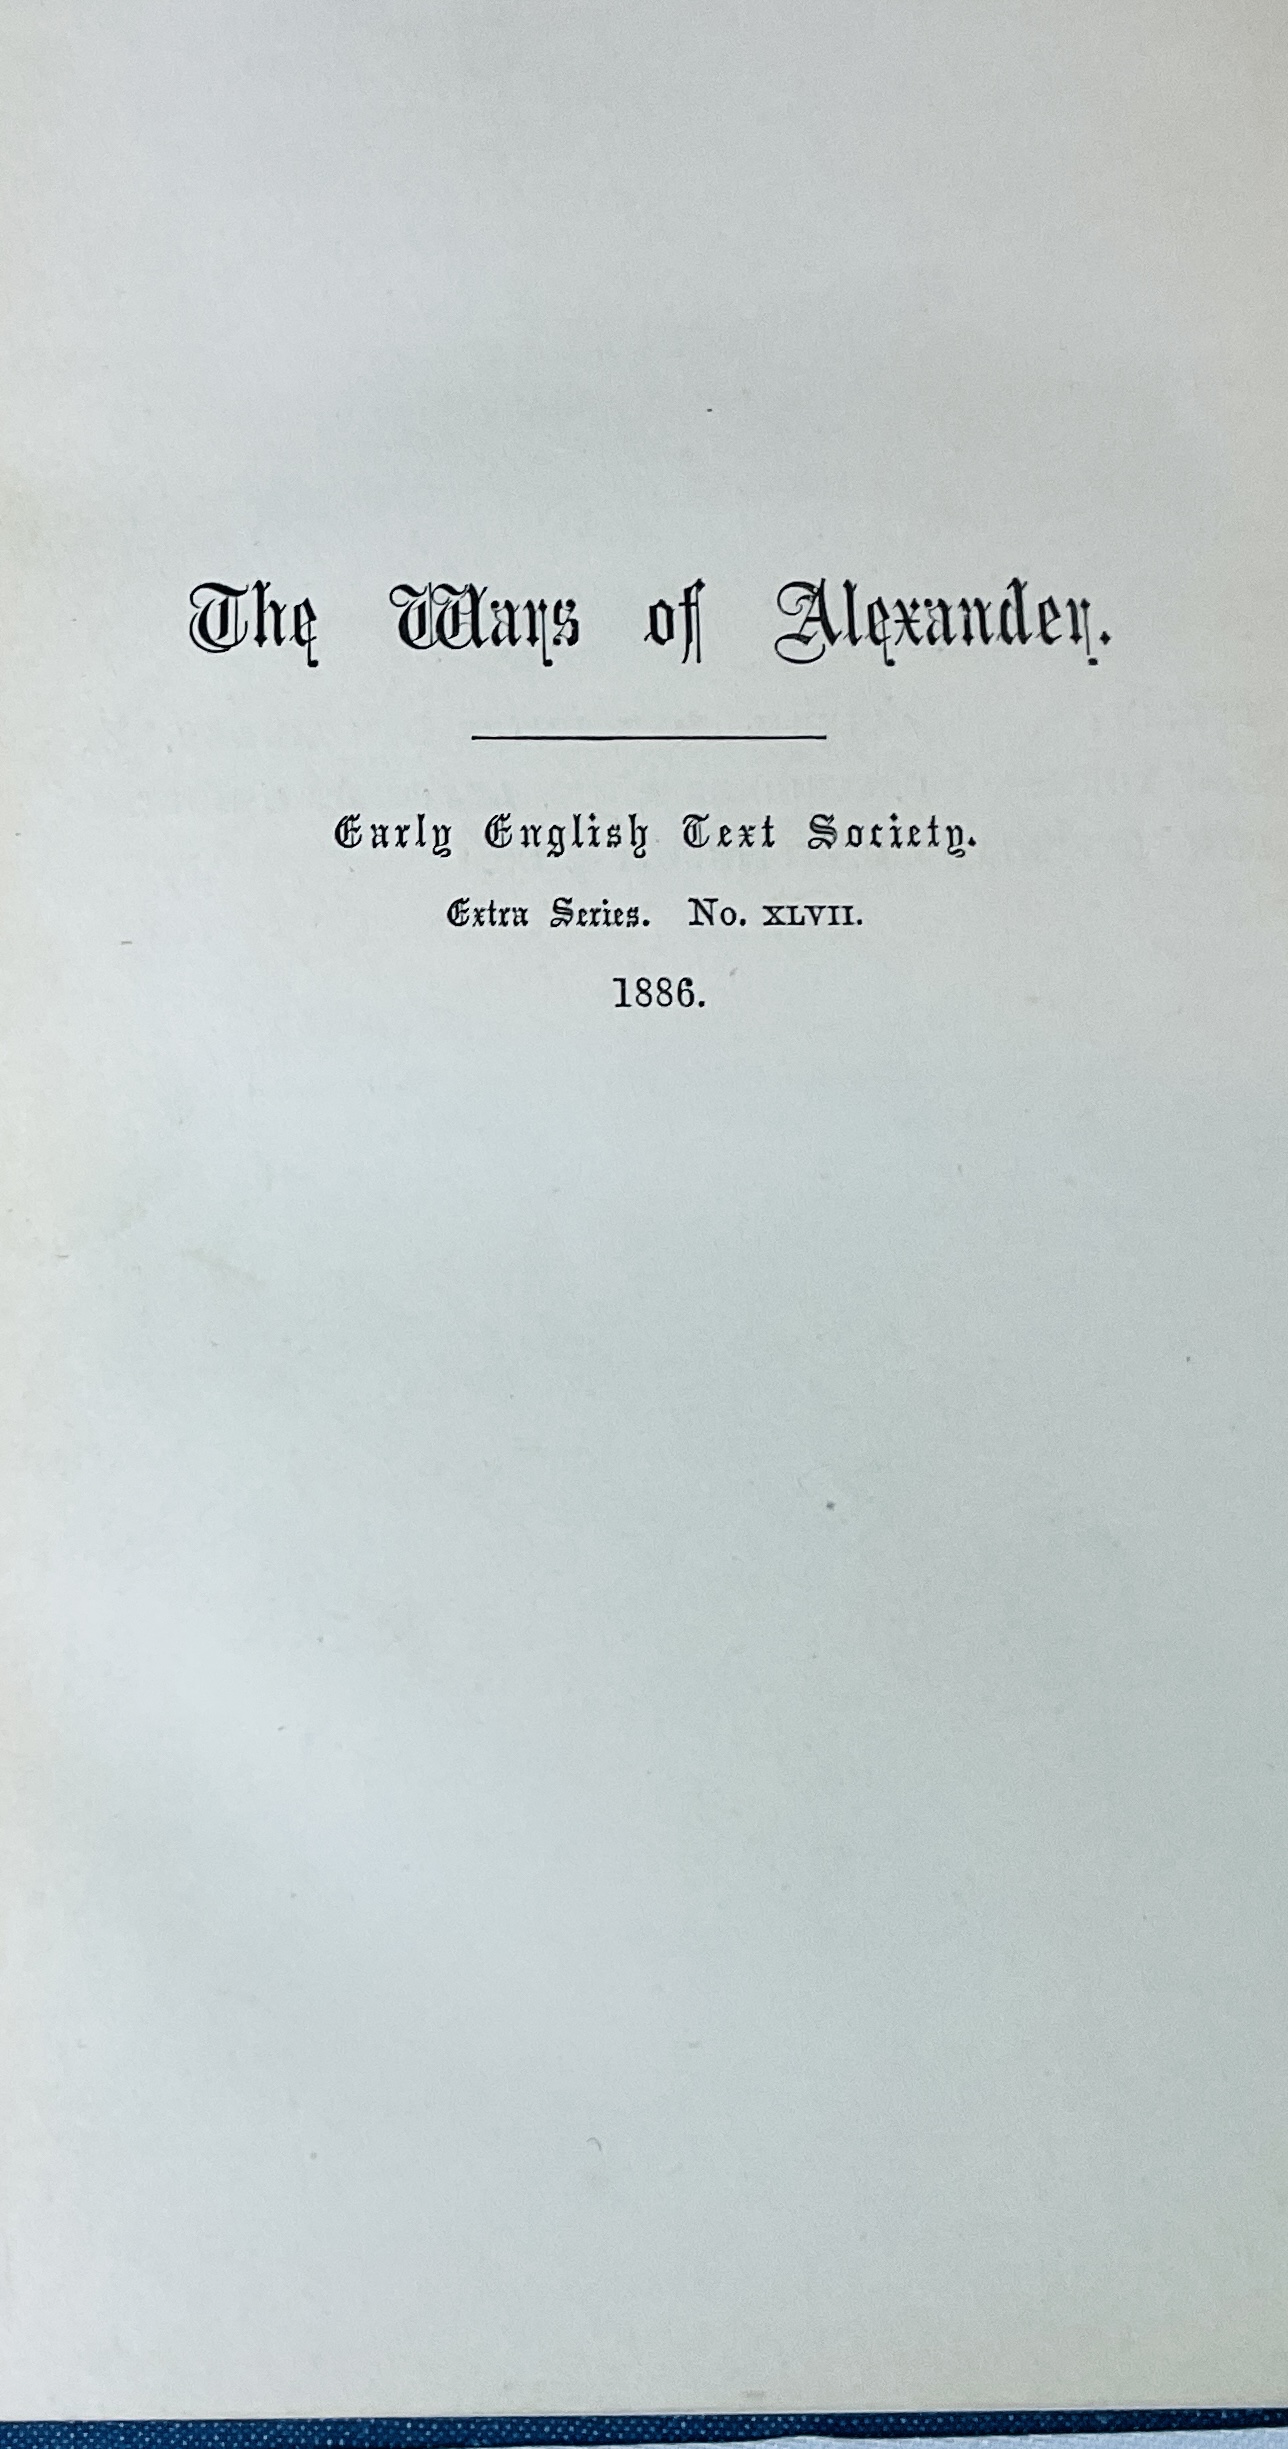 The Wars of Alexander.
Early English Text Society.
Extra Series. No. XLVII.
1886.